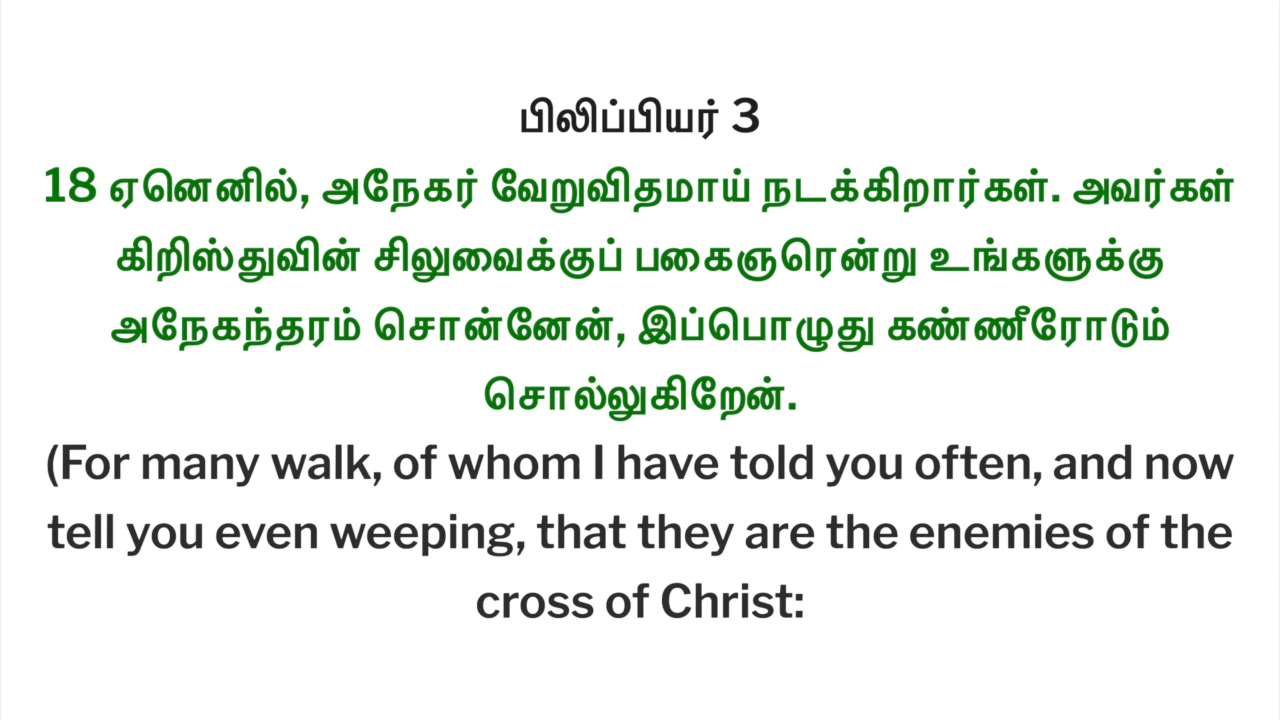 பிலிப்பியர் 3
18 ஏனெனில், அநேகர் வேறுவிதமாய் நடக்கிறார்கள். அவர்கள்
கிறிஸ்துவின் சிலுவைக்குப் பகைஞரென்று உங்களுக்கு
அநேகந்தரம் சொன்னேன், இப்பொழுது கண்ணீரோடும்
சொல்லுகிறேன்.
(For many walk, of whom I have told you often, and now
tell you even weeping, that they are the enemies of the
cross of Christ: